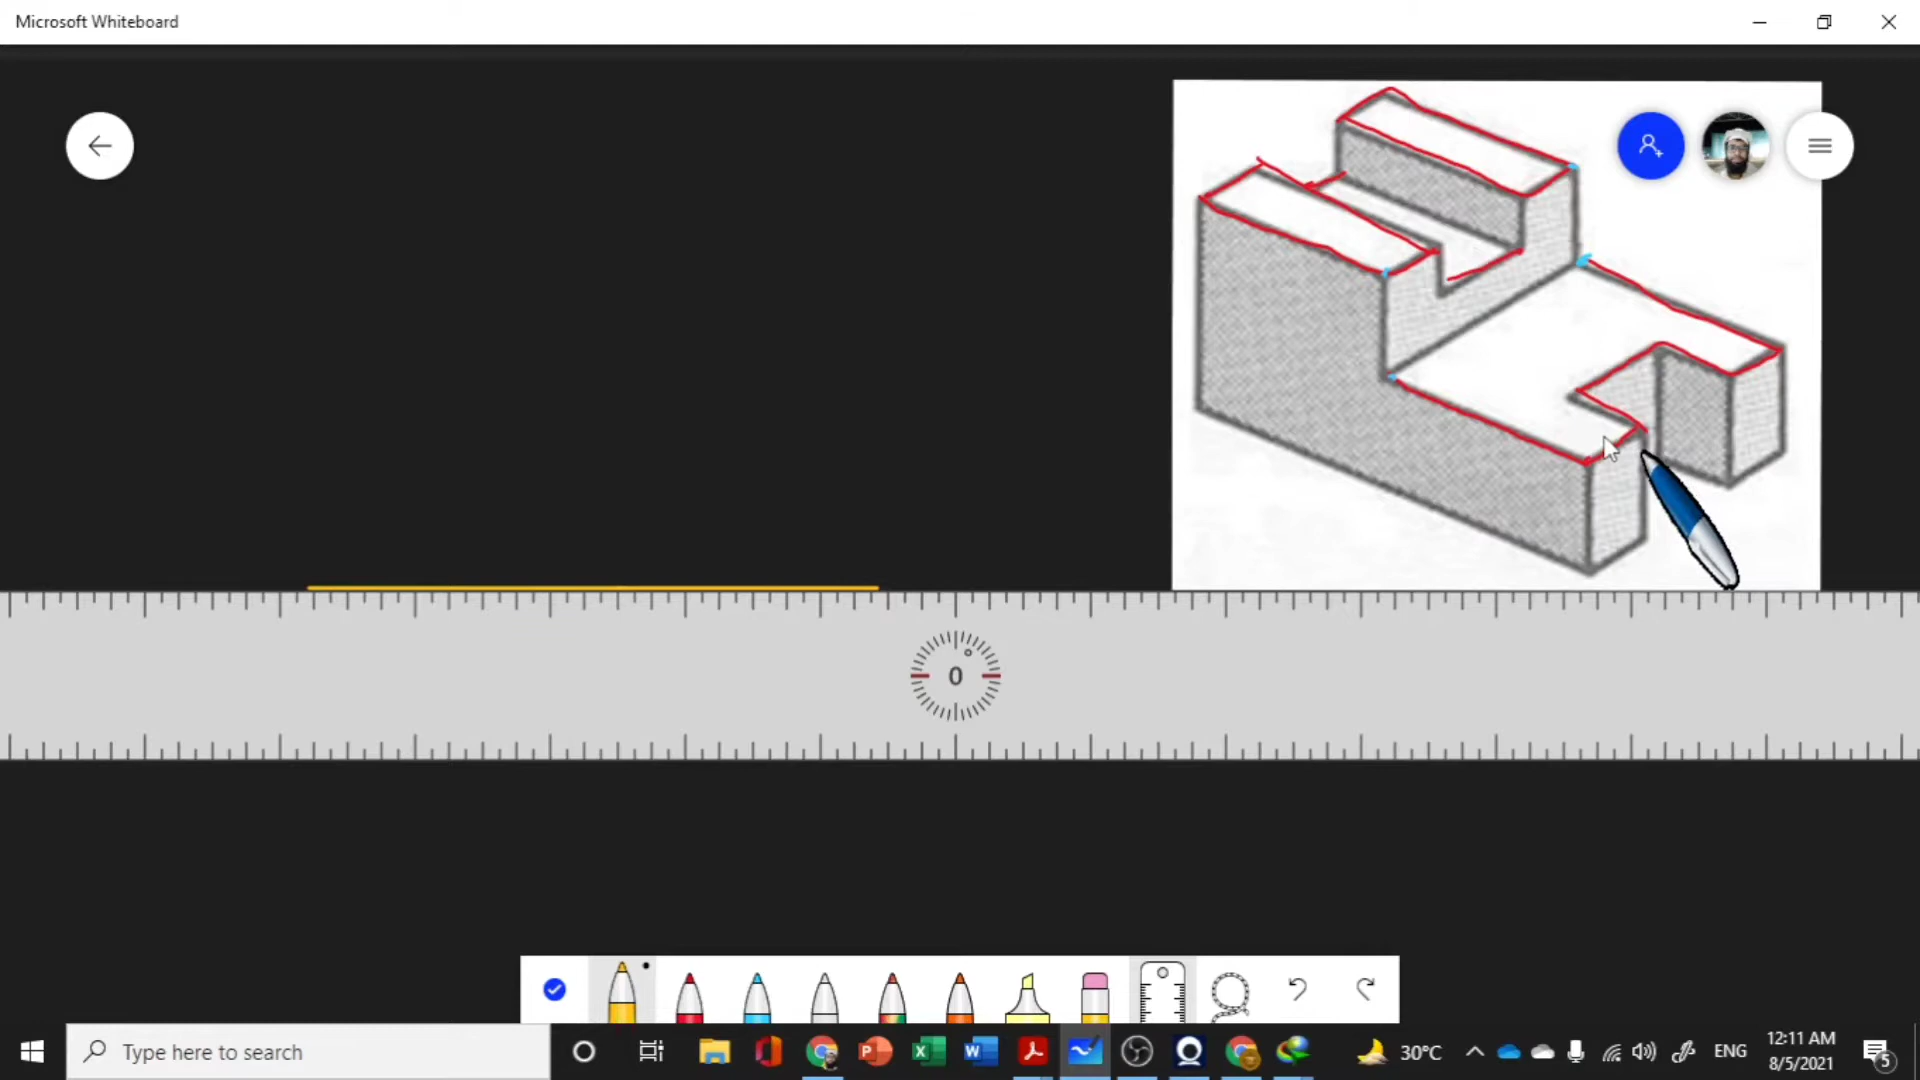 Microsoft Whiteboard
0°
Type here to search
30°C
ENG
12:11 AM
8/5/2021
5